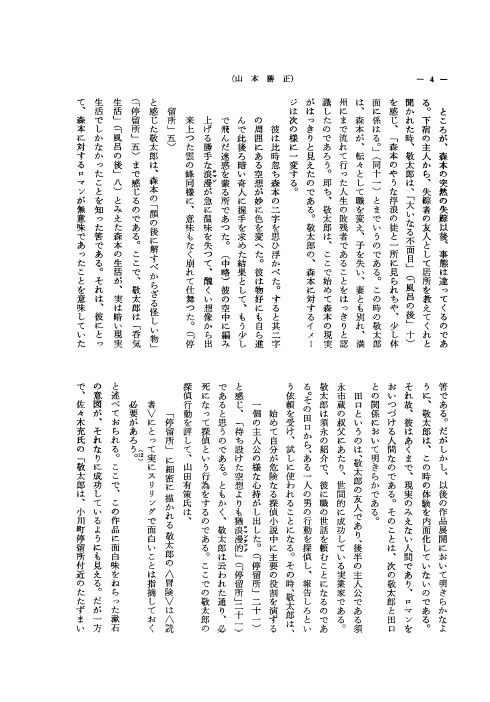 (山 本 勝 正)
— 4 —
ところが、森本の突然の失踪以後、事態は違ってくるのであ
る。下宿の主人から、失踪者の友人として居所を教えてくれと
聞かれた時、敬太郎は、「大いなる不面目」(「風呂の後」十)
を感じ、「森本のやうな浮浪の徒と一所に見られちや、少し体
面に係はる。」(同十一)とまでいうのである。この時の敬太郎
は、森本が、転々として職を変え、子を失い、妻とも別れ、満
州にまで流れて行った人生の敗残者であることをはっきりと認
識したのであろう。即ち、敬太郎は、ここで始めて森本の現実
がはっきりと見えたのである。敬太郎の、森本に対するイメー
ジは次の様に一変する。
彼は此時忽ち森本の二字を思ひ浮かべた。すると其二字
の周囲にある空想が妙に色を変へた。彼は物好にも自ら進
んで此後ろ暗い奇人に握手を求めた結果として、もう少し
で飛んだ迷惑を蒙る所であつた。(中略)彼の空中に編み
上げる勝手な浪漫が急に温味を失つて、醜くい想像から出
来上つた雲の峰同様に、意味もなく崩れて仕舞つた。(「停
留所」五)
と感じた敬太郎は、森本の「顔の後に解すべからざる怪しい物」
(「停留所」五)まで感じるのである。ここで、敬太郎は「呑気
生活」(「風呂の後」八)とみえた森本の生活が、実は暗い現実
生活でしかなかったことを知った筈である。それは、彼にとっ
て、森本に対するロマンが無意味であったことを意味していた
筈である。だがしかし、以後の作品展開において明きらかなよ
うに、敬太郎は、この時の体験を内面化していないのである。
それ故、彼はあくまで、現実のみえない人間であり、ロマンを
おいつづける人間なのである。そのことは、次の敬太郎と田口
との関係において明きらかである。
田口というのは、敬太郎の友人であり、後半の主人公である須
永市蔵の叔父にあたり、世間的に成功している実業家である。
敬太郎は須永の紹介で、彼に職の世話を頼むことになるのであ
る。その田口から、ある一人の男の行動を探偵し、報告しろとい
う依頼を受け、試しに使われることになる。その時、敬太郎は、
始めて自分が危険なる探偵小説中に主要の役割を演ずる
一個の主人公の様な心持がし出した。(「停留所」二十一)
と感じ、「待ち設けた空想よりも猶浪漫的」(「停留所」二十一)
であると思うのである。ともかく、敬太郎は云われた通り、必
死になって探偵という行為をするのである。ここでの敬太郎の
探偵行動を評して、山田有策氏は、
「停留所」に細密に描かれる敬太郎の〈冒険〉は〈読
者〉にとって実にスリリングで面白いことは指摘しておく
必要があろう。
と述べておられる。ここで、この作品に面白味をねらった漱石
の意図が、それなりに成功しているようにも見える。だが一方
で、佐々木充氏の「敬太郎は、小川町停留所付近のたたずまい